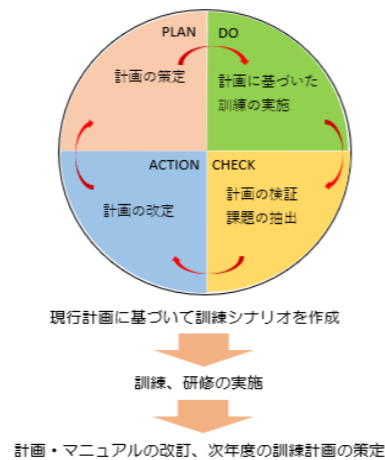 PLAN
計画の策定
DO
計画に基づいた
訓練の実施
ACTION
計画の改定
CHECK
計画の検証
課題の抽出
現行計画に基づいて訓練シナリオを作成
訓練、研修の実施
計画・マニュアルの改訂、次年度の訓練計画の策定